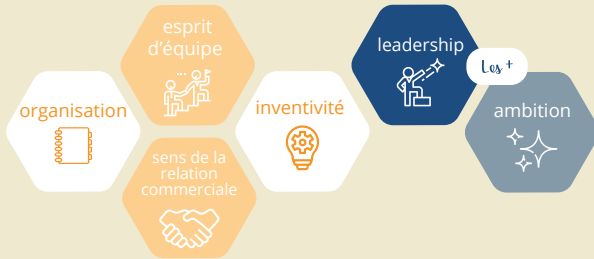 organisation
esprit
d'équipe
sens de la
relation
commerciale
inventivité
leadership
Les +
ambition